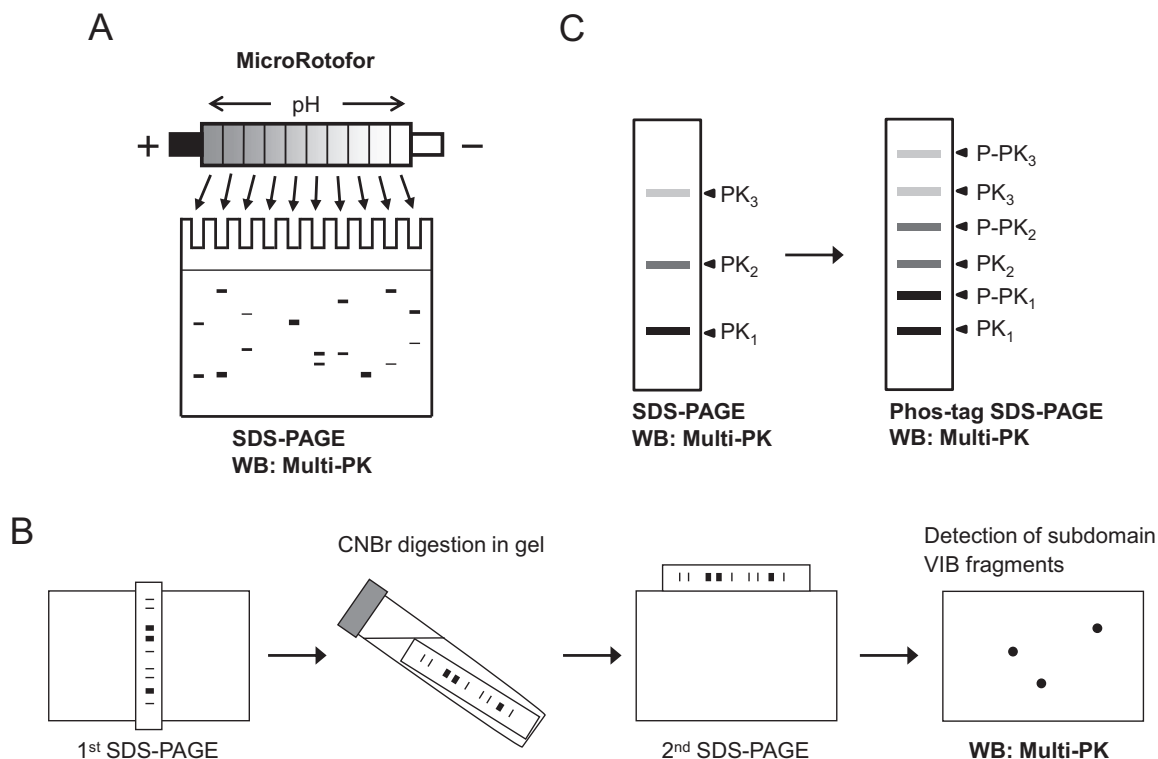 A
MicroRotofor
pH
+
−
SDS-PAGE
WB: Multi-PK
C
PK₃
PK₂
PK₁
SDS-PAGE
WB: Multi-PK
P-PK₃
PK₃
P-PK₂
PK₂
P-PK₁
PK₁
Phos-tag SDS-PAGE
WB: Multi-PK
B
1ˢᵗ SDS-PAGE
CNBr digestion in gel
2ⁿᵈ SDS-PAGE
Detection of subdomain
VIB fragments
WB: Multi-PK